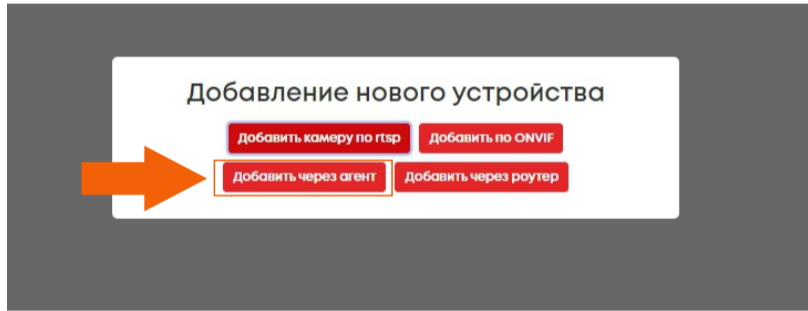 Добавление нового устройства
Добавить камеру по rtsp Добавить по ONVIF
Добавить через агент Добавить через роутер